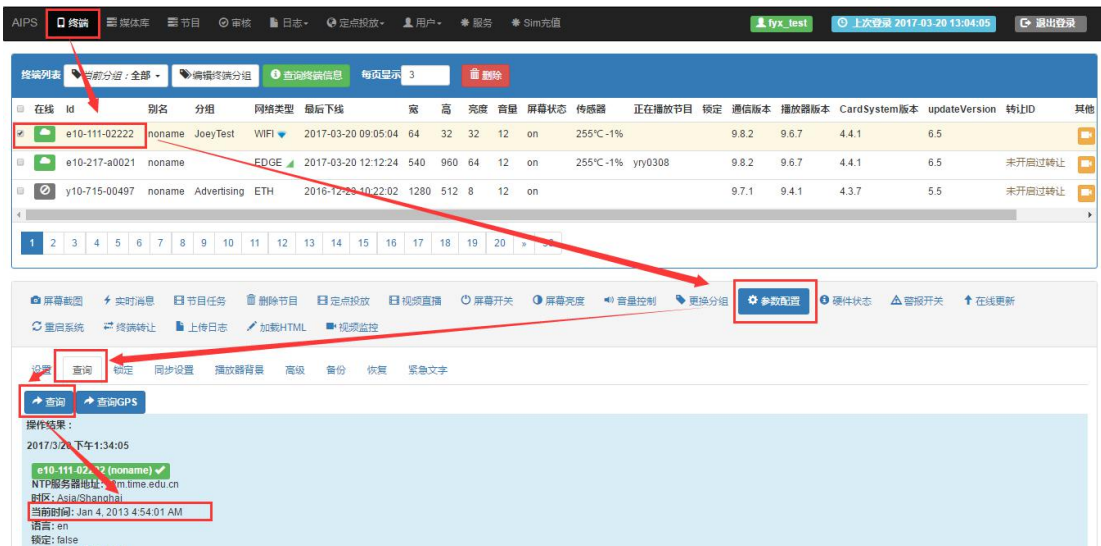 AIPS 终端 媒体库 节目 审核 日志 定点投放 用户 服务 Sim充值 fyx_test 上次登录 2017-03-20 13:04:05 退出登录
终端列表 当前分组：全部 编辑终端分组 查询终端信息 每页显示 3 删除
在线 Id 别名 分组 网络类型 最后下线 宽 高 亮度 音量 屏幕状态 传感器 正在播放节目 锁定 通信版本 播放器版本 CardSystem版本 updateVersion 转让ID 其他
e10-111-02222 noname JoeyTest WIFI 2017-03-20 09:05:04 64 32 32 12 on 255℃-1% 9.8.2 9.6.7 4.4.1 6.5
e10-217-a0021 noname EDGE 2017-03-20 12:12:24 540 960 64 12 on 255℃-1% yry0308 9.8.2 9.6.7 4.4.1 6.5 未开启过转让
y10-715-00497 noname Advertising ETH 2016-12-23 10:22:02 1280 512 8 12 on 9.7.1 9.4.1 4.3.7 5.5 未开启过转让
1 2 3 4 5 6 7 8 9 10 11 12 13 14 15 16 17 18 19 20 »
屏幕截图 实时消息 节目任务 删除节目 定点投放 视频直播 屏幕开关 屏幕亮度 音量控制 更换分组 参数配置 硬件状态 警报开关 在线更新
重启系统 终端转让 上传日志 加载HTML 视频监控
设置 查询 锁定 同步设置 播放器背景 高级 备份 恢复 紧急文字
查询 查询GPS
操作结果：
2017/3/20 下午1:34:05
e10-111-02222 (noname)
NTP服务器地址: m.time.edu.cn
时区: Asia/Shanghai
当前时间: Jan 4, 2013 4:54:01 AM
语言: en
锁定: false